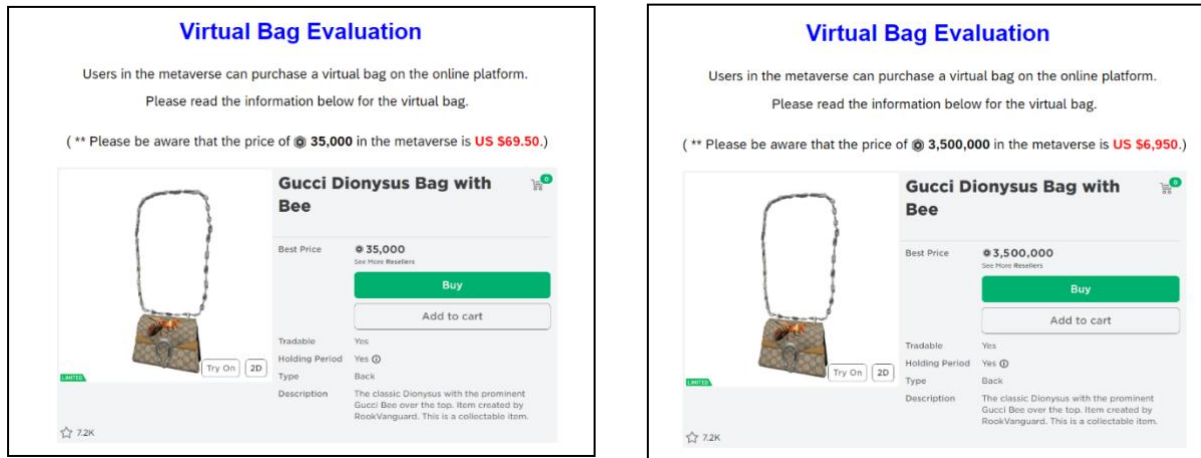 Virtual Bag Evaluation
Users in the metaverse can purchase a virtual bag on the online platform.
Please read the information below for the virtual bag.
( ** Please be aware that the price of 35,000 in the metaverse is US $69.50.)
Gucci Dionysus Bag with
Bee
0
Best Price
35,000
See More Resellers
Buy
Add to cart
Tradable Yes
Holding Period Yes
Type Back
Description The classic Dionysus with the prominent
Gucci Bee over the top. Item created by
RookVanguard. This is a collectable item.
Try On 2D
LIMITED
7.2K
Virtual Bag Evaluation
Users in the metaverse can purchase a virtual bag on the online platform.
Please read the information below for the virtual bag.
( ** Please be aware that the price of 3,500,000 in the metaverse is US $6,950.)
Gucci Dionysus Bag with
Bee
0
Best Price
3,500,000
See More Resellers
Buy
Add to cart
Tradable Yes
Holding Period Yes
Type Back
Description The classic Dionysus with the prominent
Gucci Bee over the top. Item created by
RookVanguard. This is a collectable item.
Try On 2D
LIMITED
7.2K